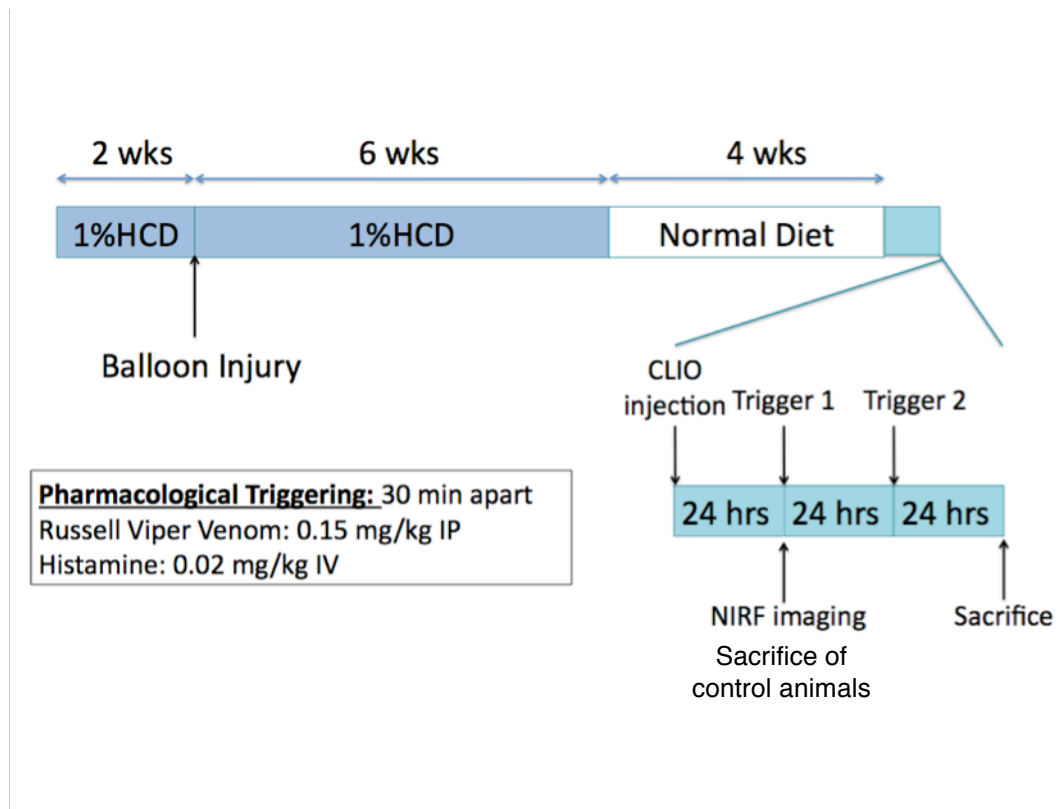 2 wks
6 wks
4 wks
1%HCD
1%HCD
Normal Diet
Balloon Injury
CLIO
injection
Trigger 1
Trigger 2
24 hrs
24 hrs
24 hrs
Pharmacological Triggering: 30 min apart
Russell Viper Venom: 0.15 mg/kg IP
Histamine: 0.02 mg/kg IV
NIRF imaging
Sacrifice
Sacrifice of
control animals